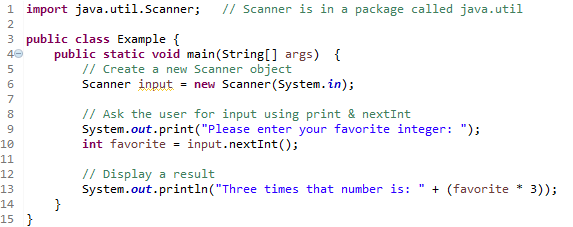 1 import java.util.Scanner;   // Scanner is in a package called java.util
2
3 public class Example {
4     public static void main(String[] args)  {
5         // Create a new Scanner object
6         Scanner input = new Scanner(System.in);
7
8         // Ask the user for input using print & nextInt
9         System.out.print("Please enter your favorite integer: ");
10         int favorite = input.nextInt();
11
12         // Display a result
13         System.out.println("Three times that number is: " + (favorite * 3));
14     }
15 }